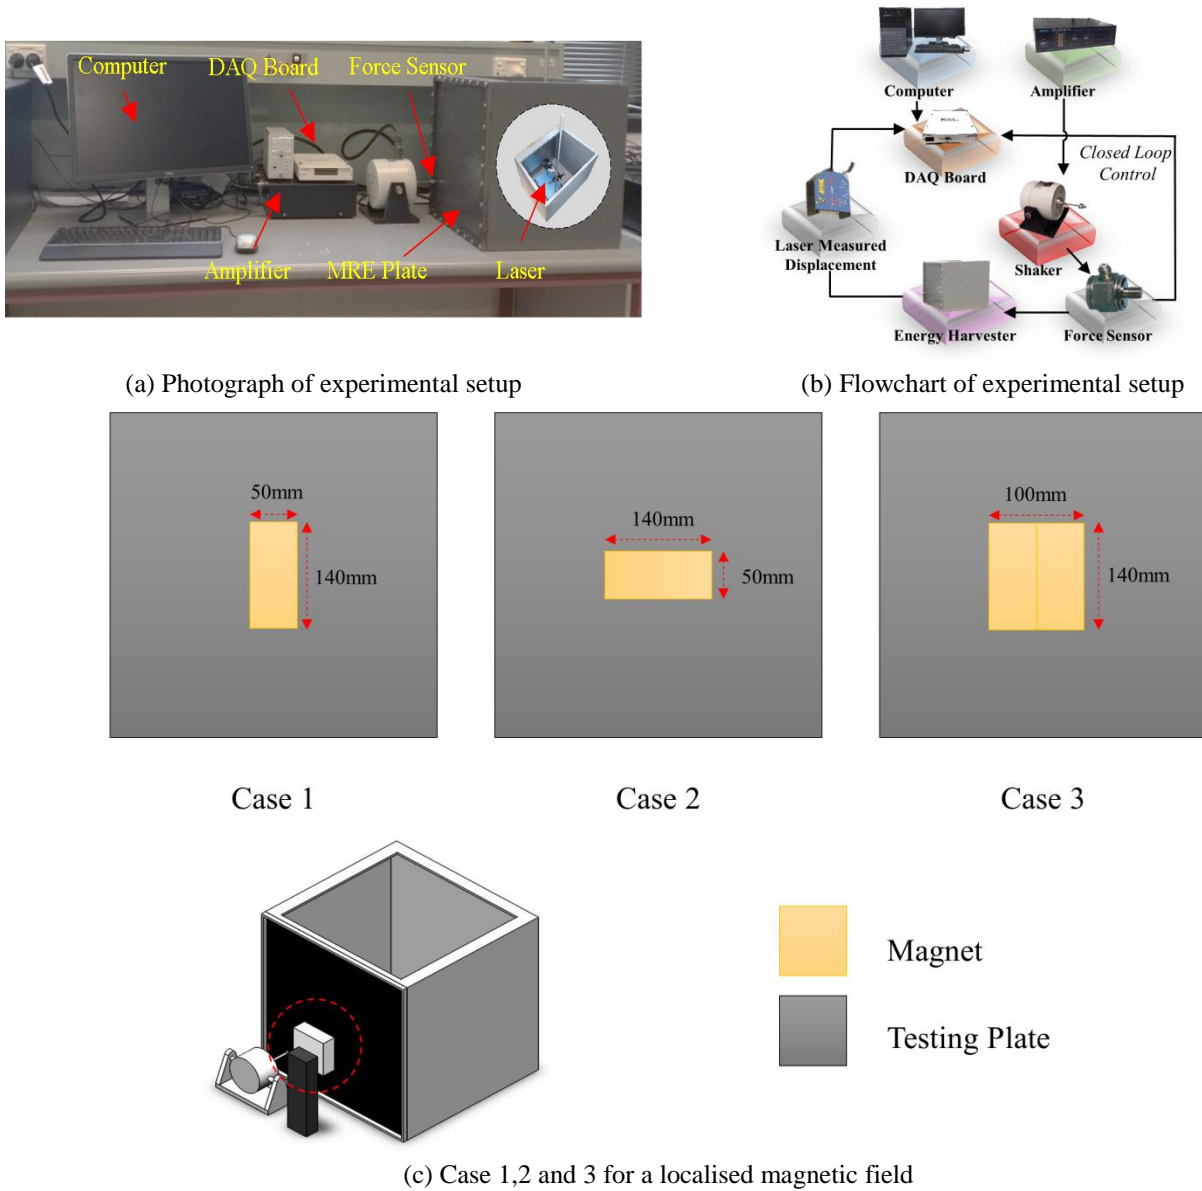 Computer
DAQ Board
Force Sensor
Amplifier
MRE Plate
Laser
Computer
Amplifier
DAQ Board
Closed Loop
Control
Laser Measured
Displacement
Shaker
Energy Harvester
Force Sensor
(a) Photograph of experimental setup
(b) Flowchart of experimental setup
50mm
140mm
140mm
50mm
100mm
140mm
Case 1
Case 2
Case 3
Magnet
Testing Plate
(c) Case 1,2 and 3 for a localised magnetic field